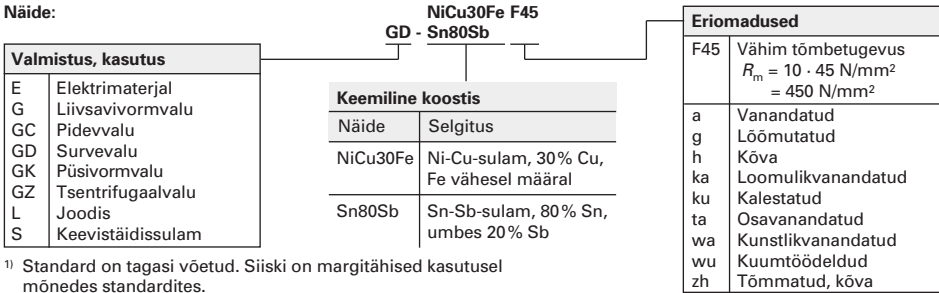 Näide:
NiCu30Fe F45
GD - Sn80Sb
Valmistus, kasutus
E Elektrimaterjal
G Liivsavivormvalu
GC Pidevvalu
GD Survevalu
GK Püsivormvalu
GZ Tsentrifugaalvalu
L Joodis
S Keevistäidissulam
Keemiline koostis
Näide Selgitus
NiCu30Fe Ni-Cu-sulam, 30% Cu,
Fe vähesel määral
Sn80Sb Sn-Sb-sulam, 80% Sn,
umbes 20% Sb
Eriomadused
F45 Vähim tõmbetugevus
Rm = 10 · 45 N/mm²
= 450 N/mm²
a Vanandatud
g Lõõmutatud
h Kõva
ka Loomulikvanandatud
ku Kalestatud
ta Osavanandatud
wa Kunstlikvanandatud
wu Kuumtöödeldud
zh Tõmmatud, kõva
1) Standard on tagasi võetud. Siiski on margitähised kasutusel
mõnedes standardites.